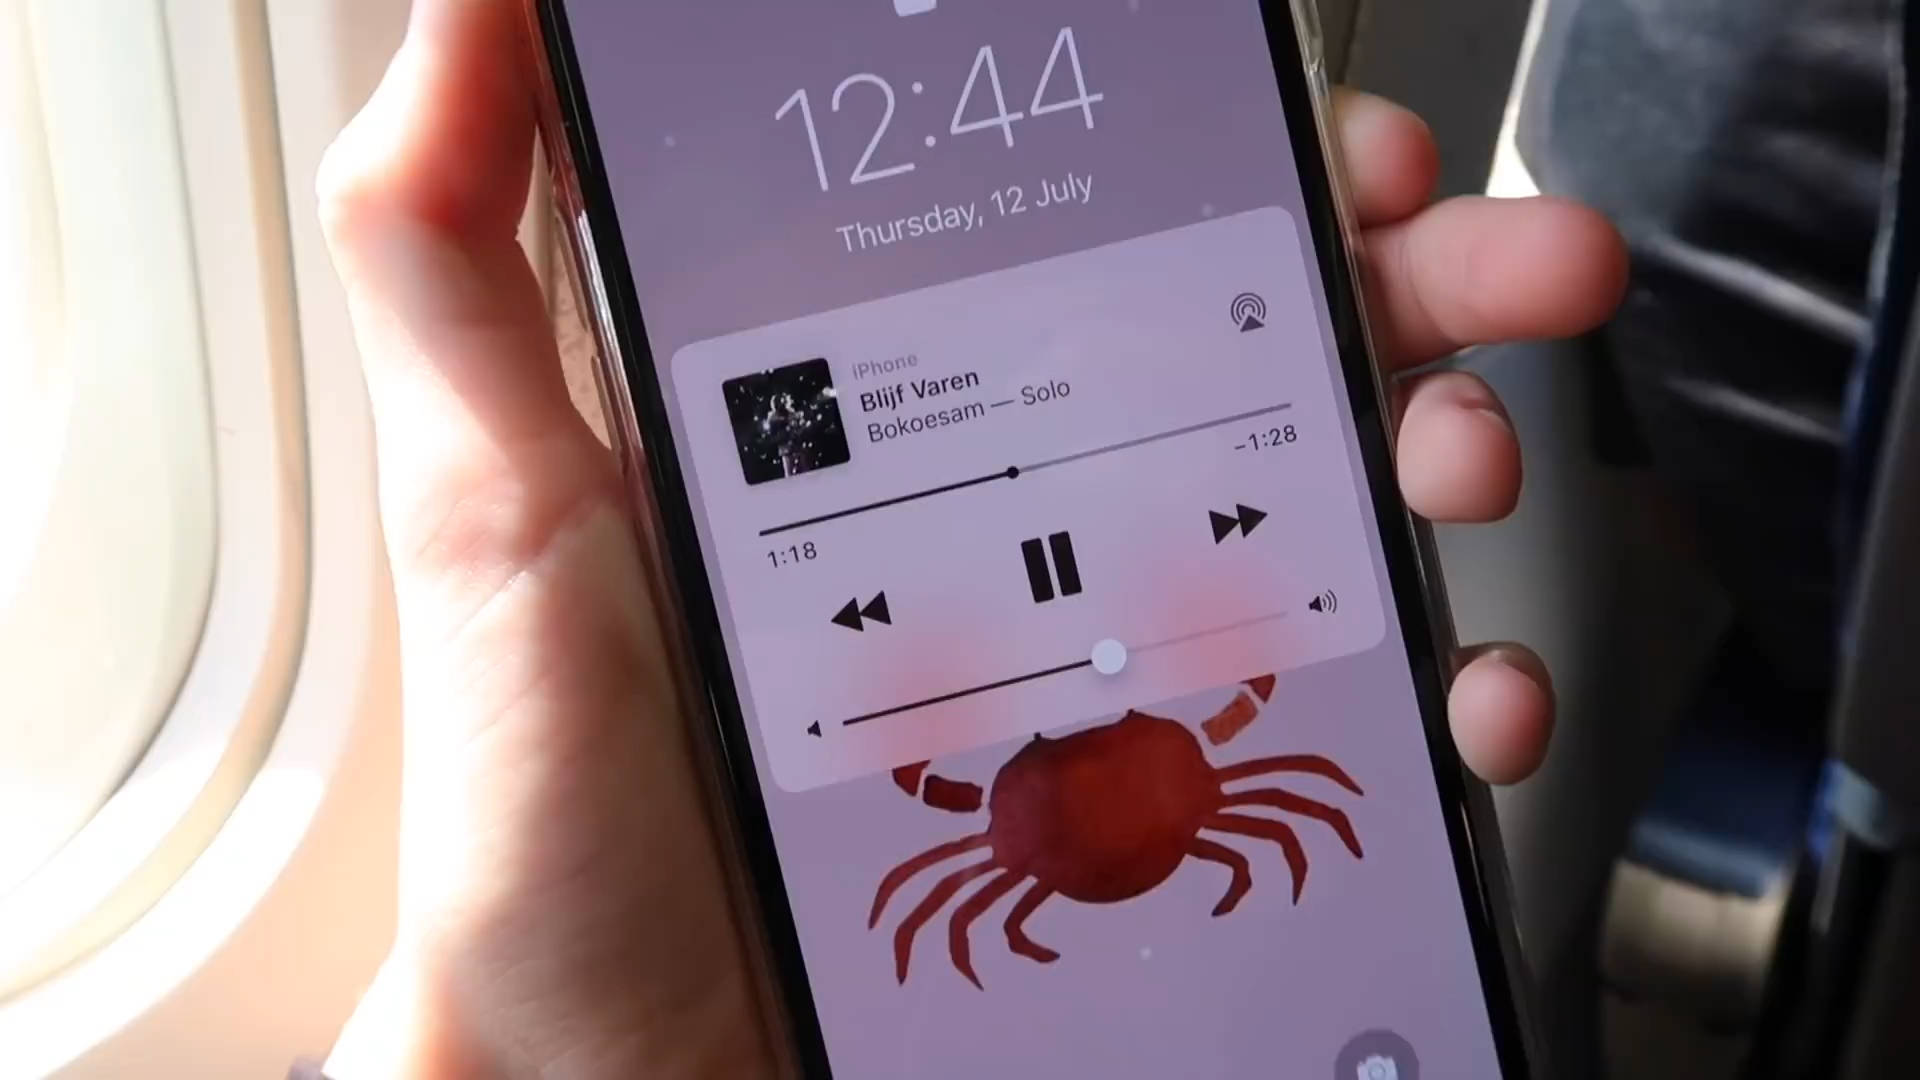 12:44
Thursday, 12 July
iPhone
Blijf Varen
Bokoesam — Solo
1:18
–1:28